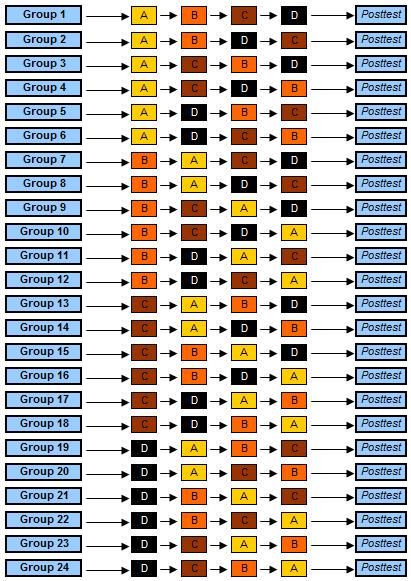 Group 1 A B C D Posttest
Group 2 A B D C Posttest
Group 3 A C B D Posttest
Group 4 A C D B Posttest
Group 5 A D B C Posttest
Group 6 A D C B Posttest
Group 7 B A C D Posttest
Group 8 B A D C Posttest
Group 9 B C A D Posttest
Group 10 B C D A Posttest
Group 11 B D A C Posttest
Group 12 B D C A Posttest
Group 13 C A B D Posttest
Group 14 C A D B Posttest
Group 15 C B A D Posttest
Group 16 C B D A Posttest
Group 17 C D A B Posttest
Group 18 C D B A Posttest
Group 19 D A B C Posttest
Group 20 D A C B Posttest
Group 21 D B A C Posttest
Group 22 D B C A Posttest
Group 23 D C A B Posttest
Group 24 D C B A Posttest